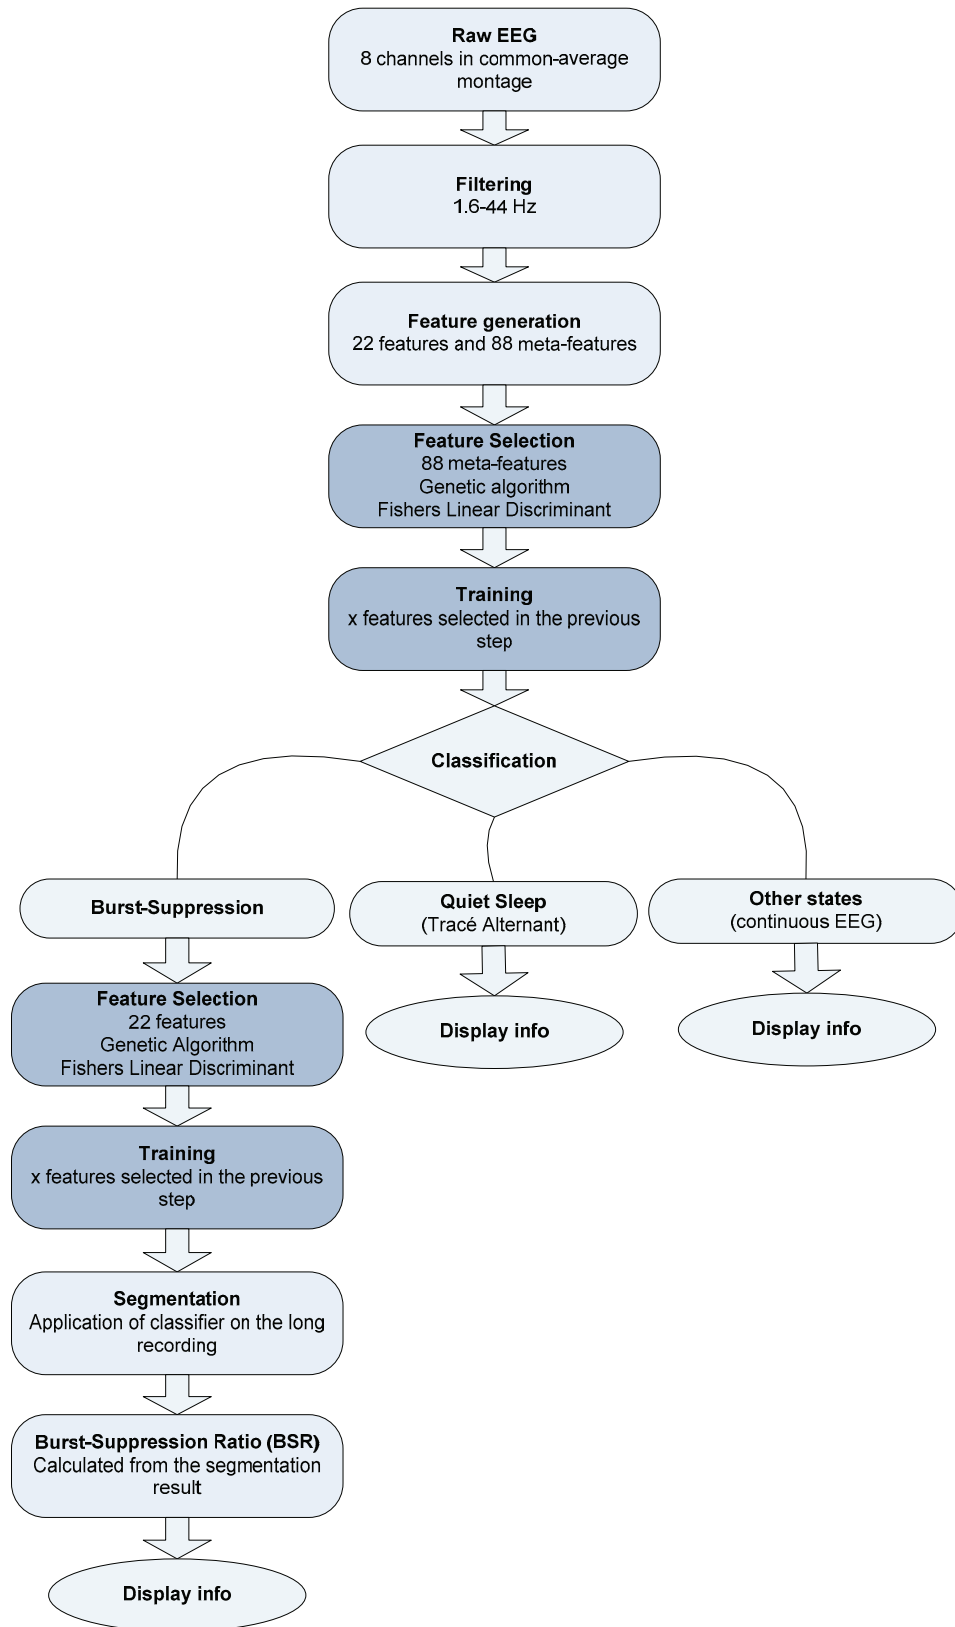 Raw EEG
8 channels in common-average
montage
Filtering
1.6-44 Hz
Feature generation
22 features and 88 meta-features
Feature Selection
88 meta-features
Genetic algorithm
Fishers Linear Discriminant
Training
x features selected in the previous
step
Classification
Burst-Suppression
Quiet Sleep
(Tracé Alternant)
Other states
(continuous EEG)
Feature Selection
22 features
Genetic Algorithm
Fishers Linear Discriminant
Display info
Display info
Training
x features selected in the previous
step
Segmentation
Application of classifier on the long
recording
Burst-Suppression Ratio (BSR)
Calculated from the segmentation
result
Display info